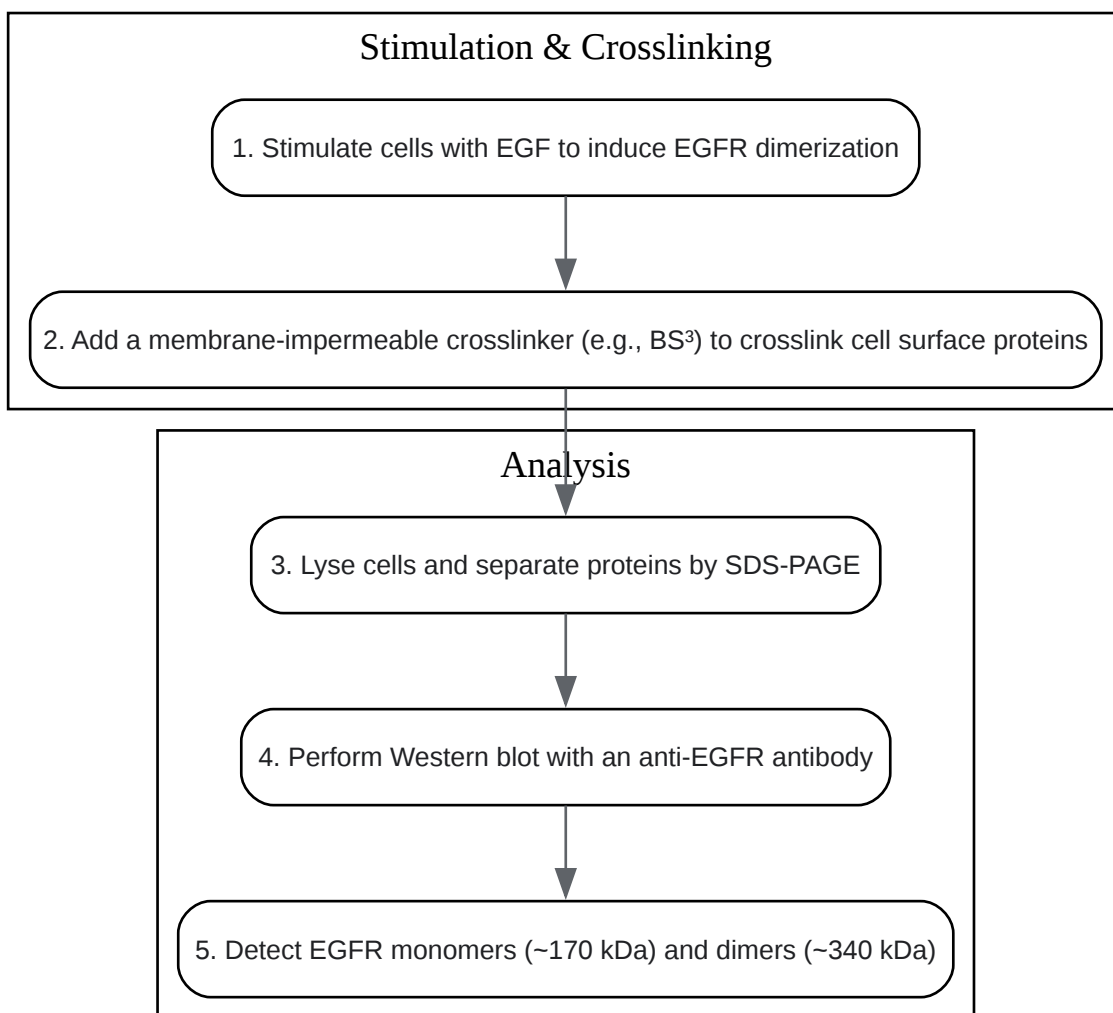 Stimulation & Crosslinking
1. Stimulate cells with EGF to induce EGFR dimerization
2. Add a membrane-impermeable crosslinker (e.g., BS³) to crosslink cell surface proteins
Analysis
3. Lyse cells and separate proteins by SDS-PAGE
4. Perform Western blot with an anti-EGFR antibody
5. Detect EGFR monomers (~170 kDa) and dimers (~340 kDa)